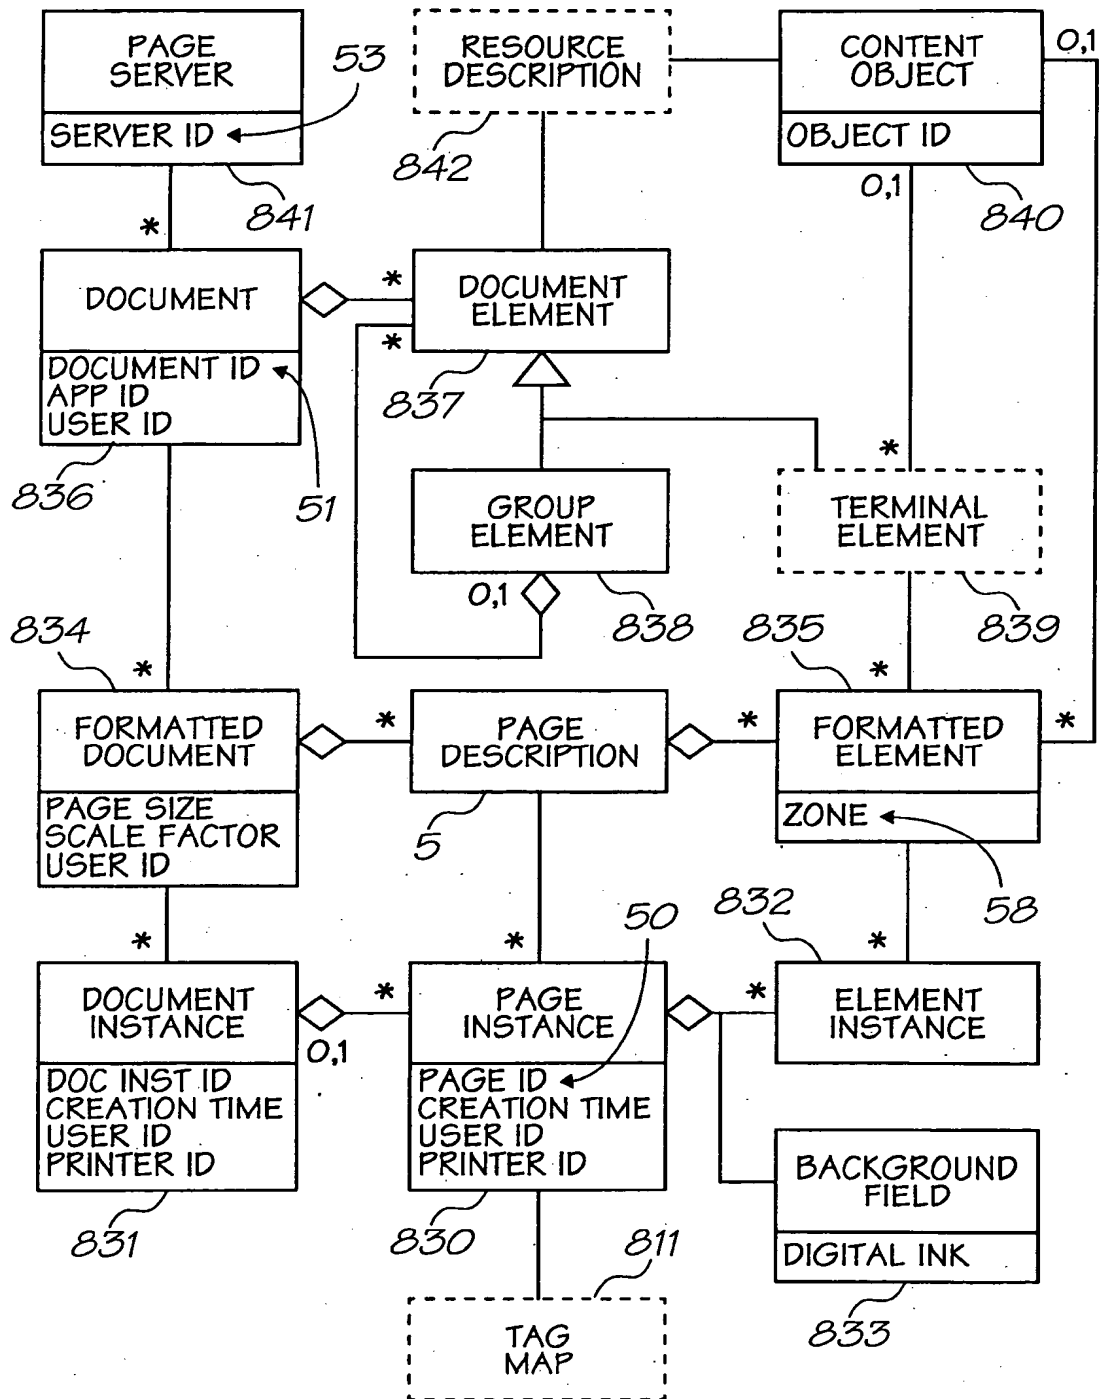 PAGE
SERVER
53
SERVER ID
841
*
RESOURCE
DESCRIPTION
842
CONTENT
OBJECT
0,1
OBJECT ID
0,1
840
DOCUMENT
DOCUMENT ID
APP ID
USER ID
836
51
*
*
DOCUMENT
ELEMENT
837
GROUP
ELEMENT
0,1
838
*
TERMINAL
ELEMENT
839
834
*
FORMATTED
DOCUMENT
PAGE SIZE
SCALE FACTOR
USER ID
*
PAGE
DESCRIPTION
5
835
*
*
*
FORMATTED
ELEMENT
ZONE
58
*
DOCUMENT
INSTANCE
0,1
DOC INST ID
CREATION TIME
USER ID
PRINTER ID
831
*
*
50
PAGE
INSTANCE
PAGE ID
CREATION TIME
USER ID
PRINTER ID
830
832
*
*
ELEMENT
INSTANCE
BACKGROUND
FIELD
DIGITAL INK
833
811
TAG
MAP